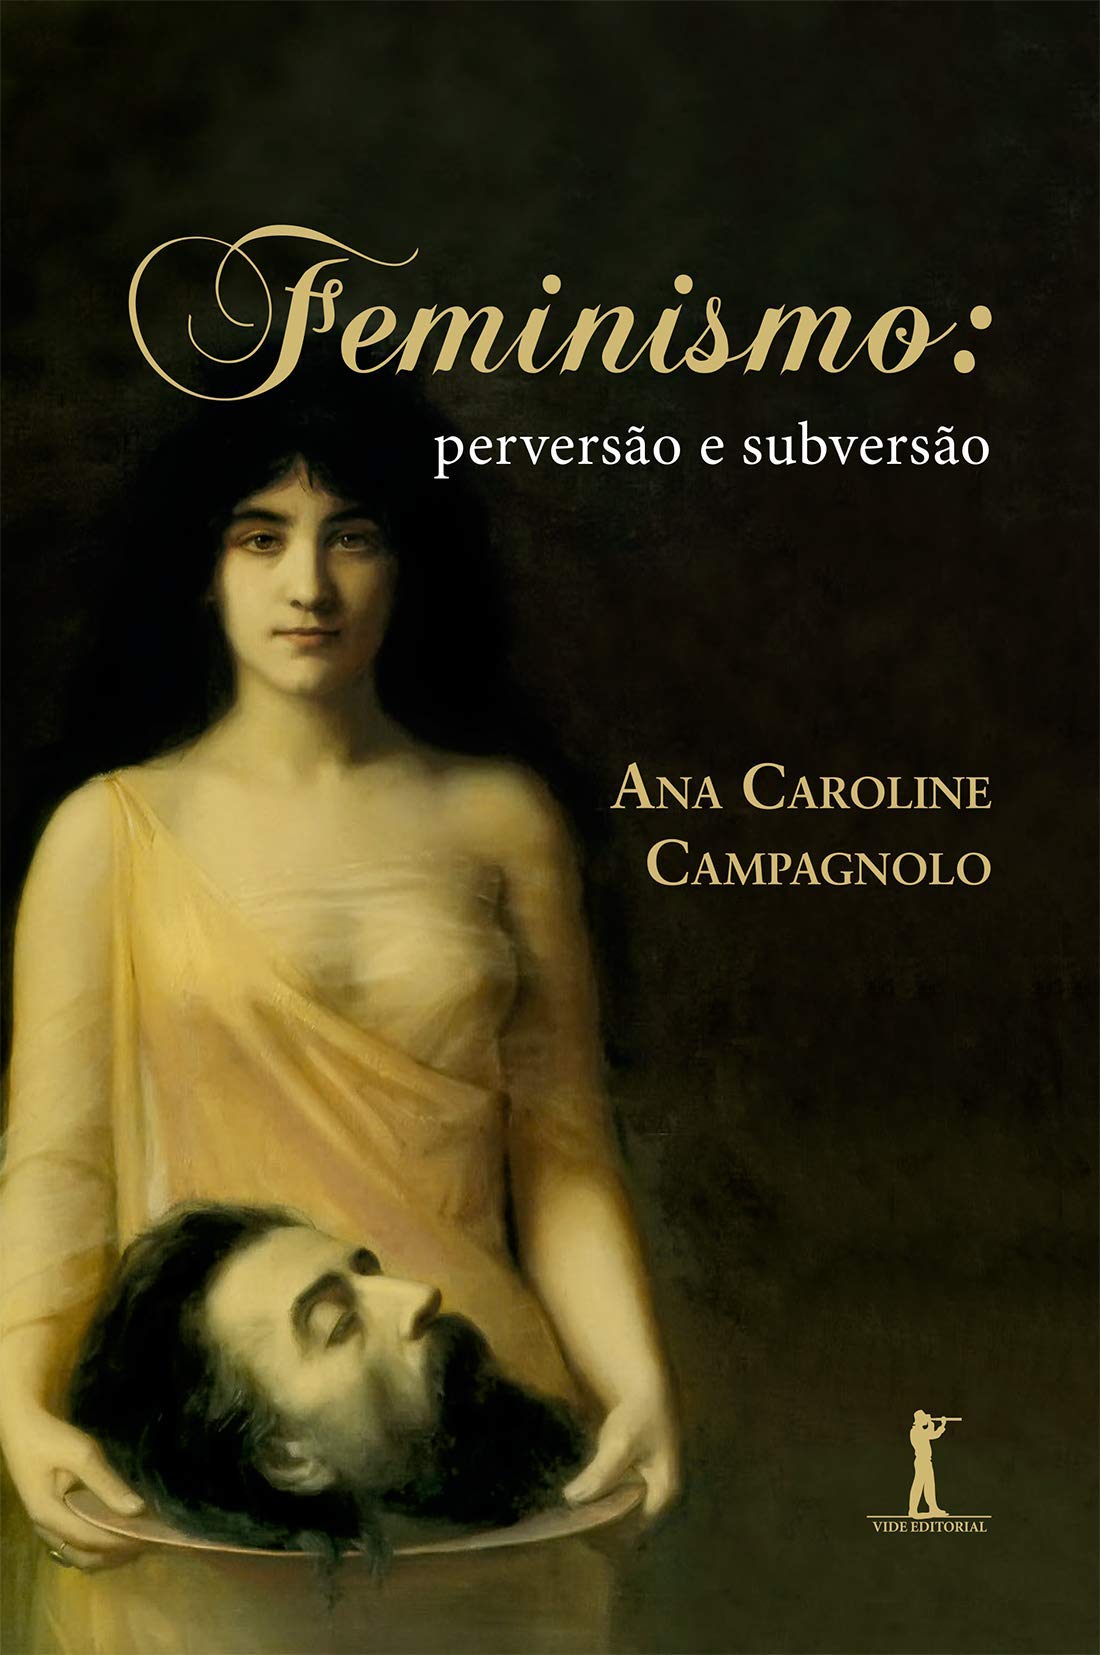 Feminismo:
perversão e subversão
ANA CAROLINE
CAMPAGNOLO
VIDE EDITORIAL